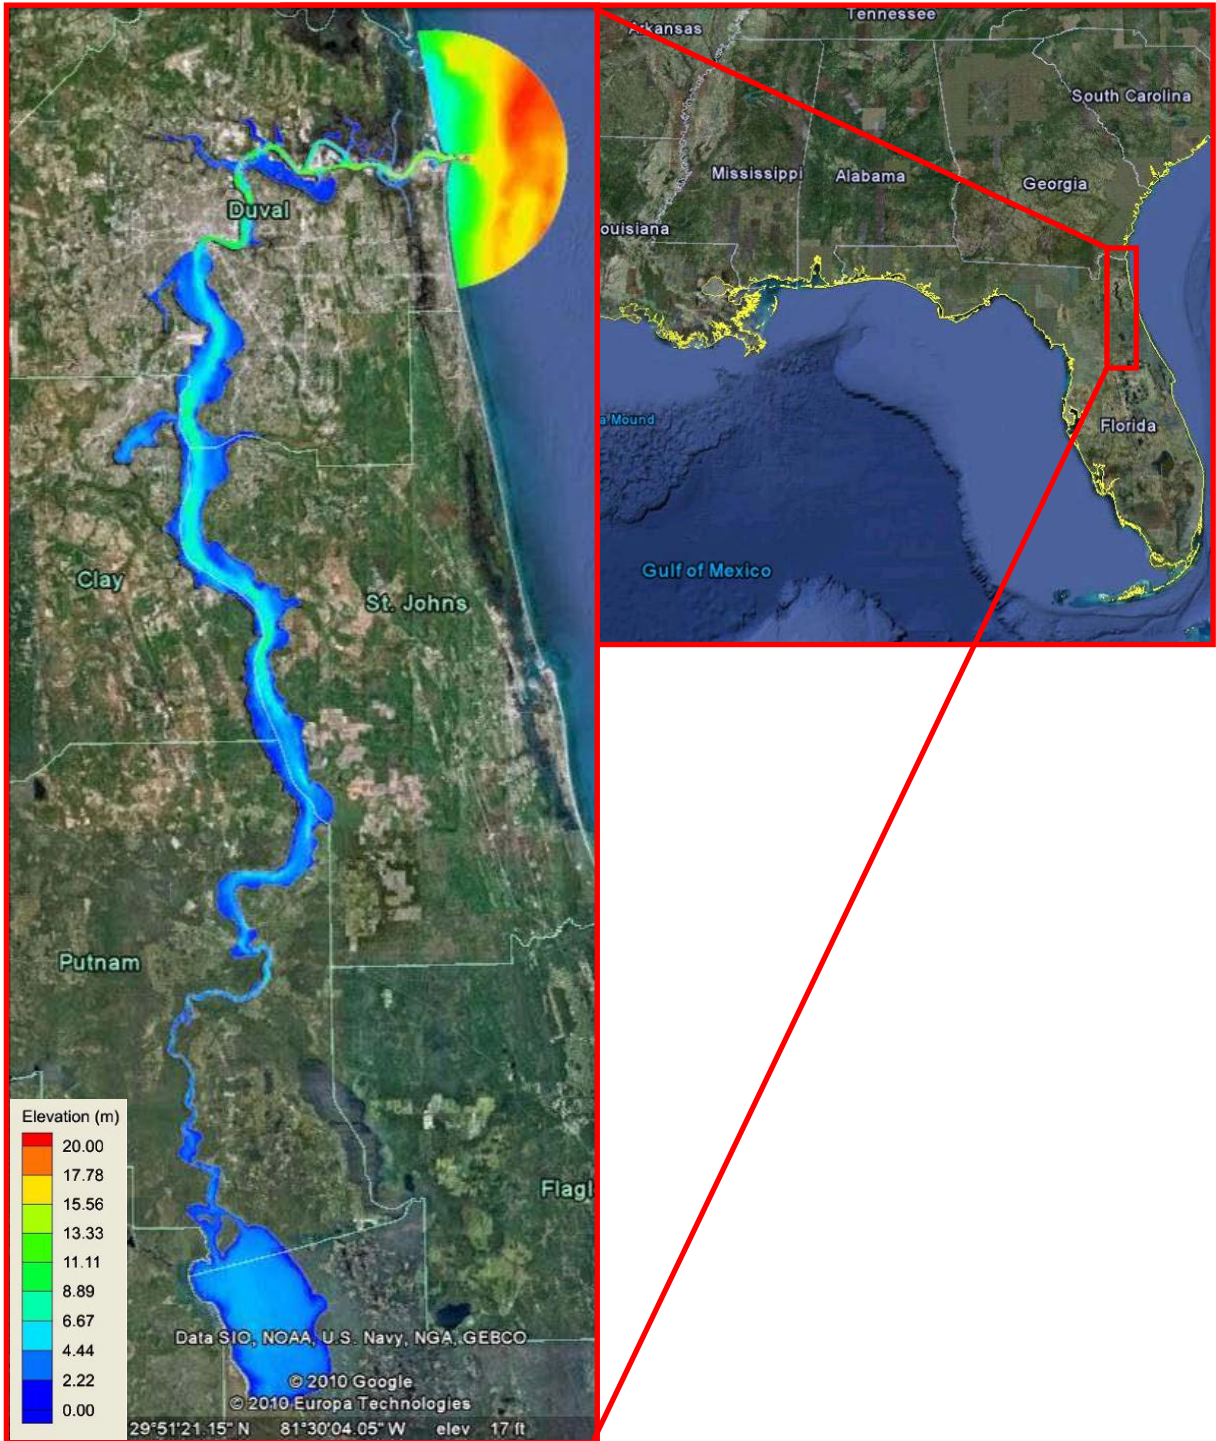 Duval
Clay
St. Johns
Putnam
Flagl
Elevation (m)
20.00
17.78
15.56
13.33
11.11
8.89
6.67
4.44
2.22
0.00
Data SIO, NOAA, U.S. Navy, NGA, GEBCO
© 2010 Google
© 2010 Europa Technologies
29°51'21.15" N 81°30'04.05" W elev 17 ft
Tennessee
Arkansas
South Carolina
Mississippi
Alabama
Georgia
ouisiana
a Mound
Florida
Gulf of Mexico